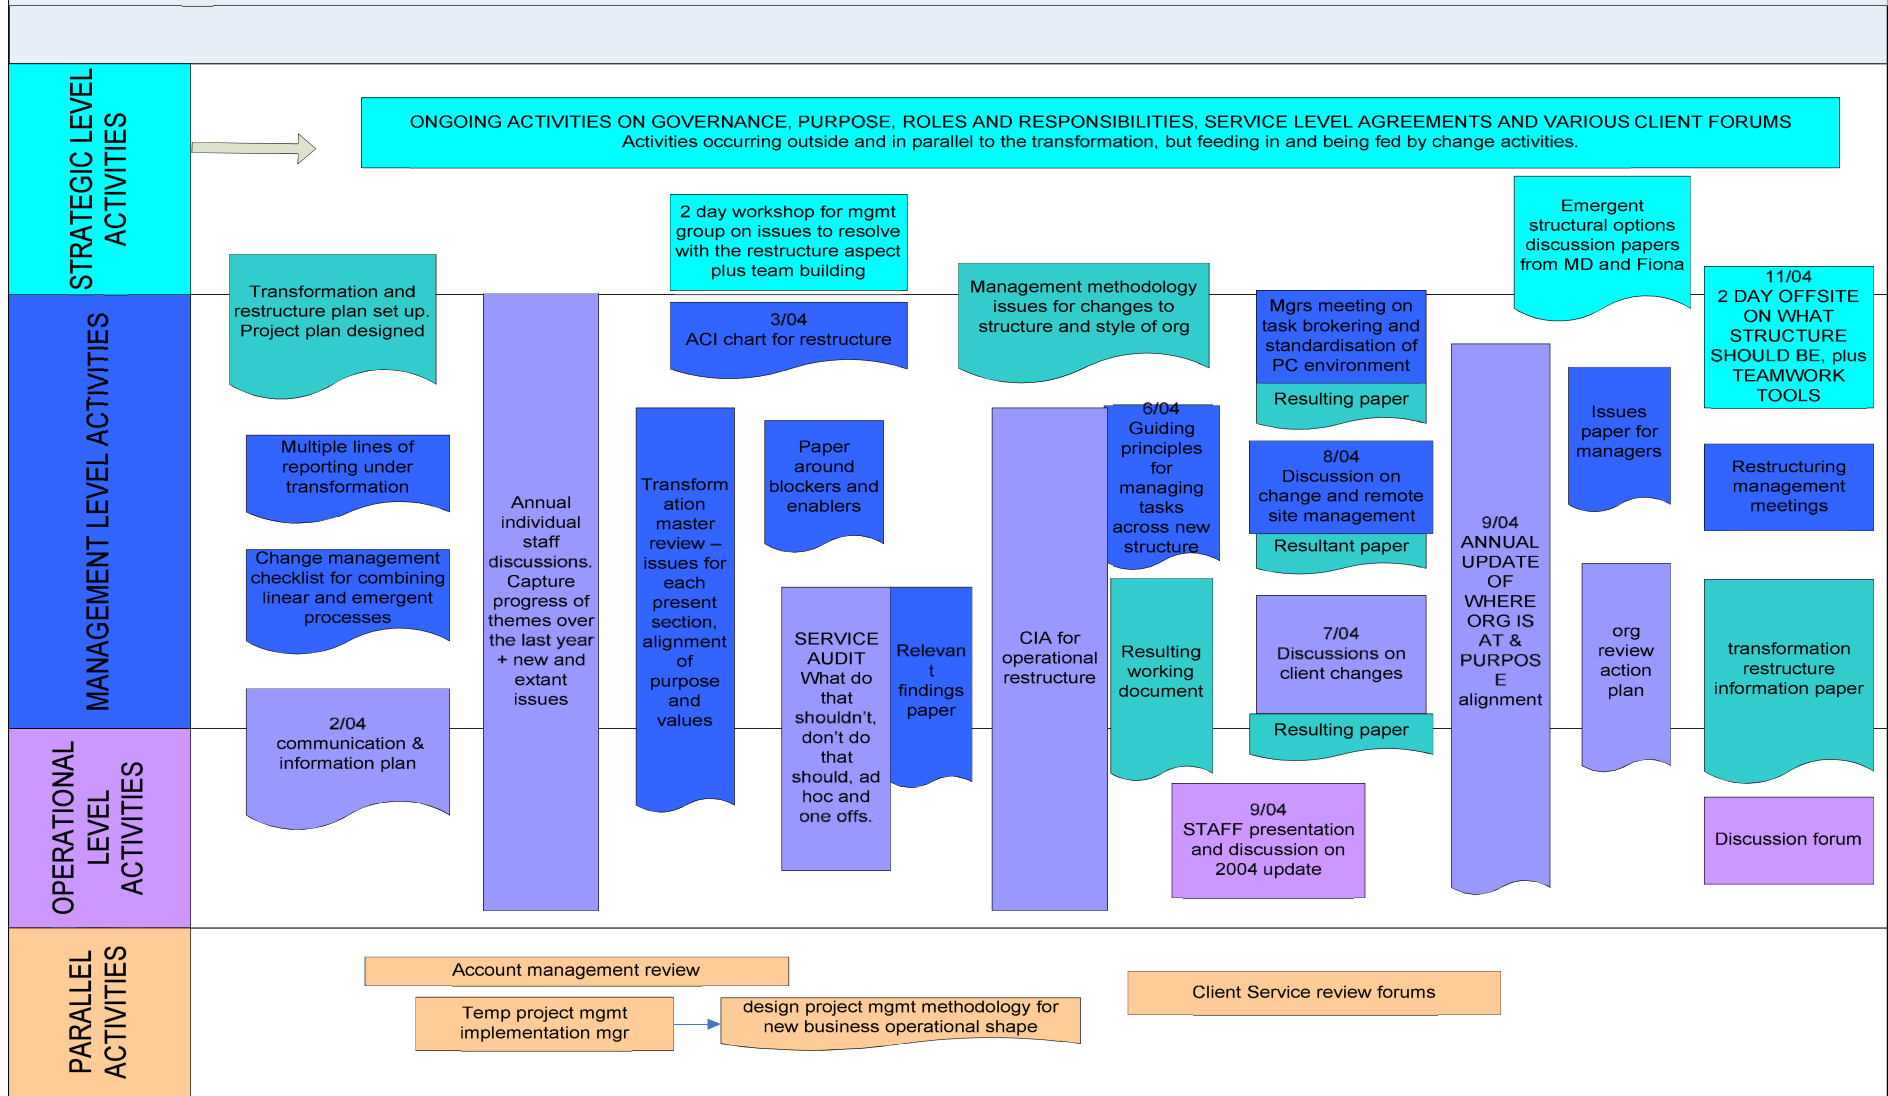 STRATEGIC LEVEL
ACTIVITIES
ONGOING ACTIVITIES ON GOVERNANCE, PURPOSE, ROLES AND RESPONSIBILITIES, SERVICE LEVEL AGREEMENTS AND VARIOUS CLIENT FORUMS
Activities occurring outside and in parallel to the transformation, but feeding in and being fed by change activities.
2 day workshop for mgmt
group on issues to resolve
with the restructure aspect
plus team building
Emergent
structural options
discussion papers
from MD and Fiona
Transformation and
restructure plan set up.
Project plan designed
Management methodology
issues for changes to
structure and style of org
11/04
2 DAY OFFSITE
ON WHAT
STRUCTURE
SHOULD BE, plus
TEAMWORK
TOOLS
MANAGEMENT LEVEL ACTIVITIES
3/04
ACI chart for restructure
Mgrs meeting on
task brokering and
standardisation of
PC environment
Resulting paper
Multiple lines of
reporting under
transformation
Change management
checklist for combining
linear and emergent
processes
2/04
communication &
information plan
Annual
individual
staff
discussions.
Capture
progress of
themes over
the last year
+ new and
extant
issues
Transform
ation
master
review –
issues for
each
present
section,
alignment
of
purpose
and
values
Paper
around
blockers and
enablers
SERVICE
AUDIT
What do
that
shouldn't,
don't do
that
should, ad
hoc and
one offs.
Relevan
t
findings
paper
CIA for
operational
restructure
6/04
Guiding
principles
for
managing
tasks
across new
structure
Resulting
working
document
8/04
Discussion on
change and remote
site management
Resultant paper
7/04
Discussions on
client changes
Resulting paper
9/04
ANNUAL
UPDATE
OF
WHERE
ORG IS
AT &
PURPOS
E
alignment
Issues
paper for
managers
org
review
action
plan
Restructuring
management
meetings
transformation
restructure
information paper
OPERATIONAL
LEVEL
ACTIVITIES
9/04
STAFF presentation
and discussion on
2004 update
Discussion forum
PARALLEL
ACTIVITIES
Account management review
Temp project mgmt
implementation mgr
design project mgmt methodology for
new business operational shape
Client Service review forums